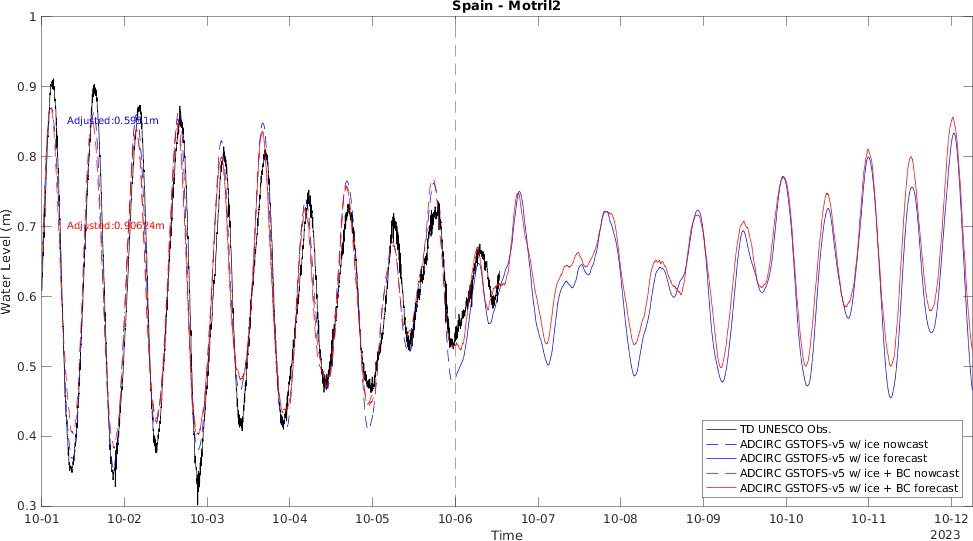 Spain - Motril2
1
0.9
0.8
0.7
0.6
0.5
0.4
0.3
Water Level (m)
Adjusted:0.5911m
Adjusted:0.90624m
TD UNESCO Obs.
ADCIRC GSTOFS-v5 w/ ice nowcast
ADCIRC GSTOFS-v5 w/ ice forecast
ADCIRC GSTOFS-v5 w/ ice + BC nowcast
ADCIRC GSTOFS-v5 w/ ice + BC forecast
10-01 10-02 10-03 10-04 10-05 10-06 10-07 10-08 10-09 10-10 10-11 10-12
2023
Time